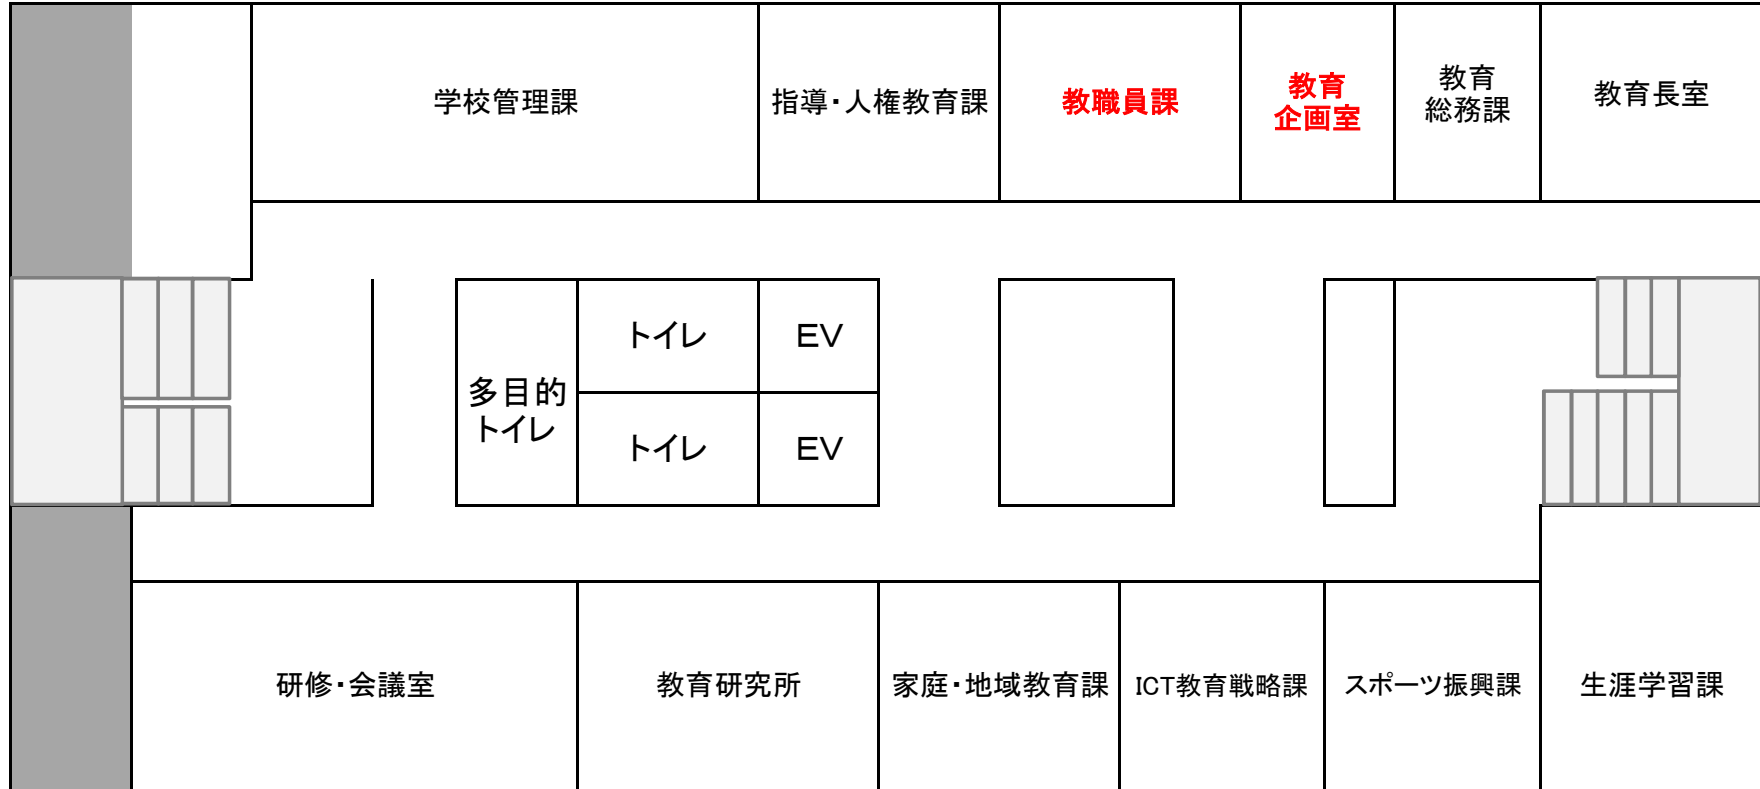 学校管理課
指導・人権教育課
教職員課
教育
企画室
教育
総務課
教育長室
多目的
トイレ
トイレ
EV
トイレ
EV
研修・会議室
教育研究所
家庭・地域教育課
ICT教育戦略課
スポーツ振興課
生涯学習課